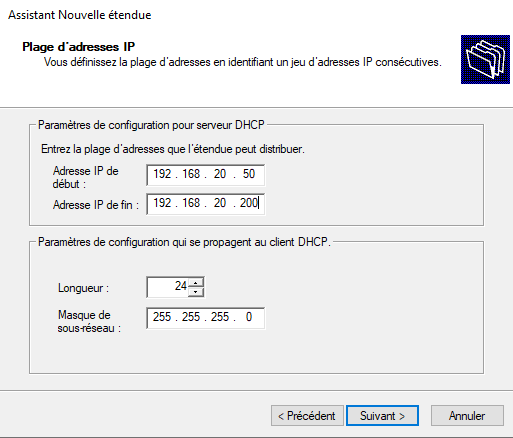 Assistant Nouvelle étendue
Plage d'adresses IP
Vous définissez la plage d'adresses en identifiant un jeu d'adresses IP consécutives.
Paramètres de configuration pour serveur DHCP
Entrez la plage d'adresses que l'étendue peut distribuer.
Adresse IP de
début :
192 . 168 . 20 . 50
Adresse IP de fin :
192 . 168 . 20 . 200
Paramètres de configuration qui se propagent au client DHCP.
Longueur :
24
Masque de
sous-réseau :
255 . 255 . 255 . 0
< Précédent
Suivant >
Annuler